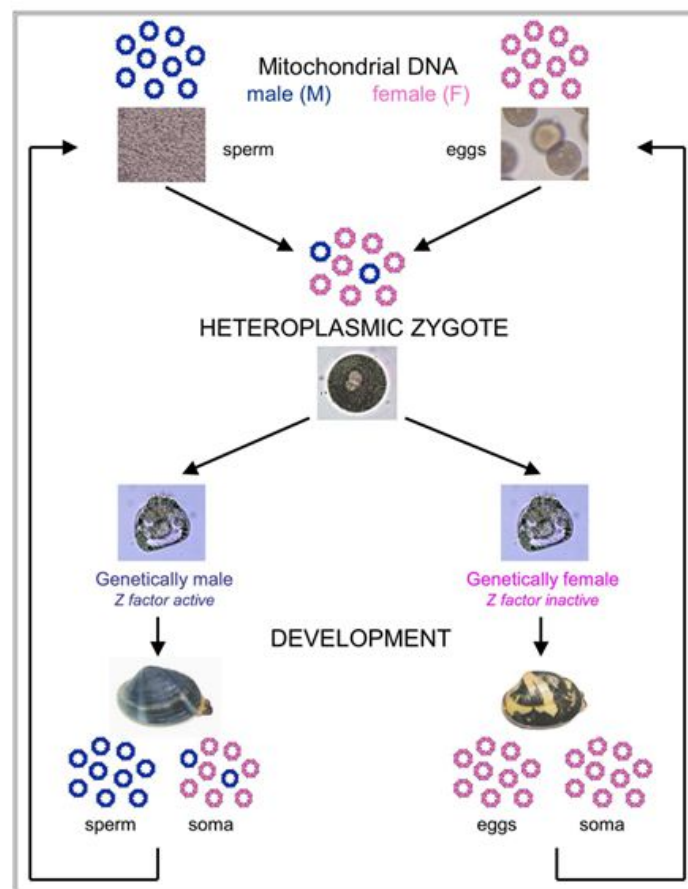 Mitochondrial DNA
male (M) female (F)
sperm
eggs
HETEROPLASMIC ZYGOTE
Genetically male
Z factor active
Genetically female
Z factor inactive
DEVELOPMENT
sperm soma
eggs soma